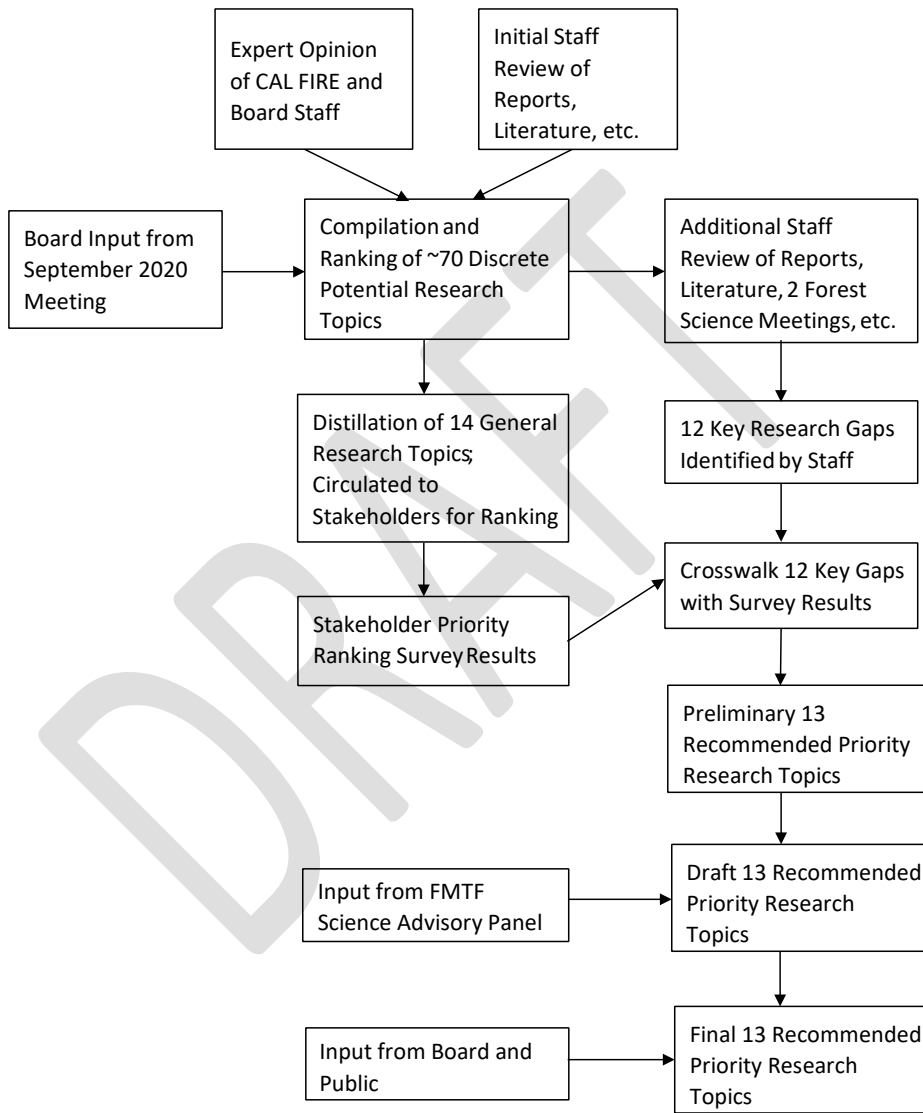 Expert Opinion
of CAL FIRE and
Board Staff
Initial Staff
Review of
Reports,
Literature, etc.
Board Input from
September 2020
Meeting
Compilation and
Ranking of ~70 Discrete
Potential Research
Topics
Additional Staff
Review of Reports,
Literature, 2 Forest
Science Meetings, etc.
Distillation of 14 General
Research Topics;
Circulated to
Stakeholders for Ranking
12 Key Research Gaps
Identified by Staff
Stakeholder Priority
Ranking Survey Results
Crosswalk 12 Key Gaps
with Survey Results
Preliminary 13
Recommended Priority
Research Topics
Input from FMTF
Science Advisory Panel
Draft 13 Recommended
Priority Research
Topics
Input from Board and
Public
Final 13 Recommended
Priority Research
Topics
DRAFT